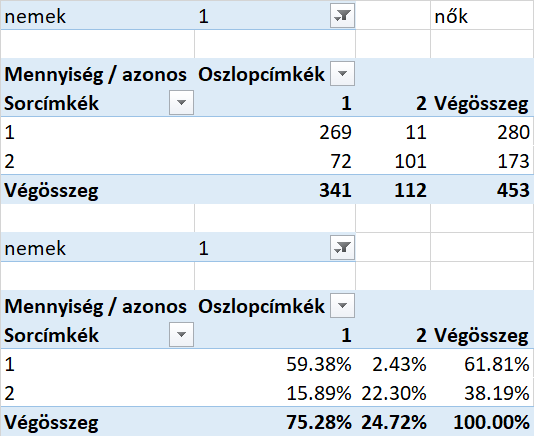 nemek 1 nők
Mennyiség / azonos Oszlopcímkék
Sorcímkék 1 2 Végösszeg
1 269 11 280
2 72 101 173
Végösszeg 341 112 453
nemek 1
Mennyiség / azonos Oszlopcímkék
Sorcímkék 1 2 Végösszeg
1 59.38% 2.43% 61.81%
2 15.89% 22.30% 38.19%
Végösszeg 75.28% 24.72% 100.00%